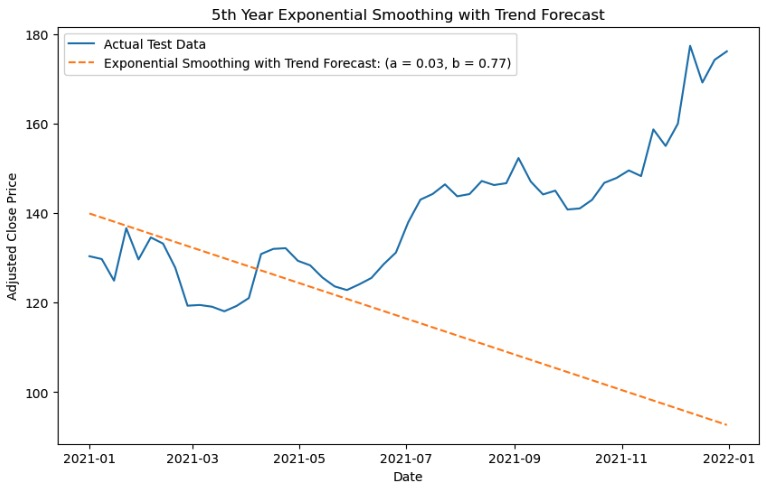 5th Year Exponential Smoothing with Trend Forecast
Actual Test Data
Exponential Smoothing with Trend Forecast: (a = 0.03, b = 0.77)
180
160
140
120
100
Adjusted Close Price
2021-01 2021-03 2021-05 2021-07 2021-09 2021-11 2022-01
Date